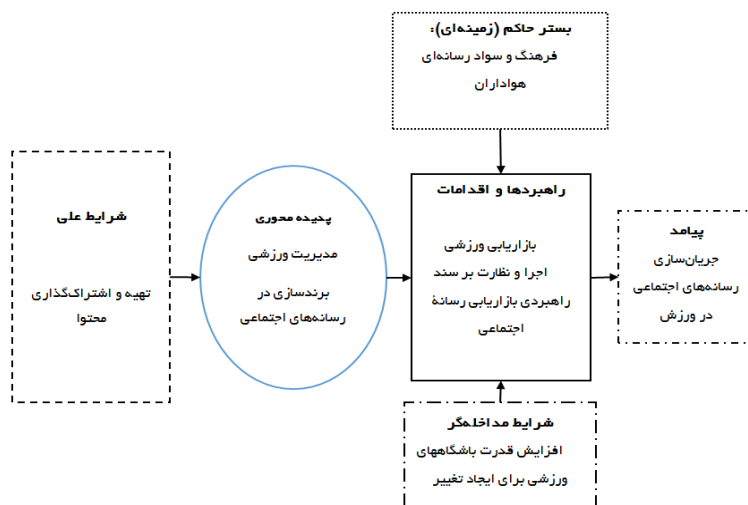 بستر حاکم (زمینه‌ای):
فرهنگ و سواد رسانه‌ای
هواداران
شرایط علی
تهیه و اشتراک‌گذاری
محتوا
پدیده محوری
مدیریت ورزشی
برندسازی در
رسانه‌های اجتماعی
راهبردها و اقدامات
بازاریابی ورزشی
اجرا و نظارت بر سند
راهبردی بازاریابی رسانهٔ
اجتماعی
پیامد
جریان‌سازی
رسانه‌های اجتماعی
در ورزش
شرایط مداخله‌گر
افزایش قدرت باشگاههای
ورزشی برای ایجاد تغییر